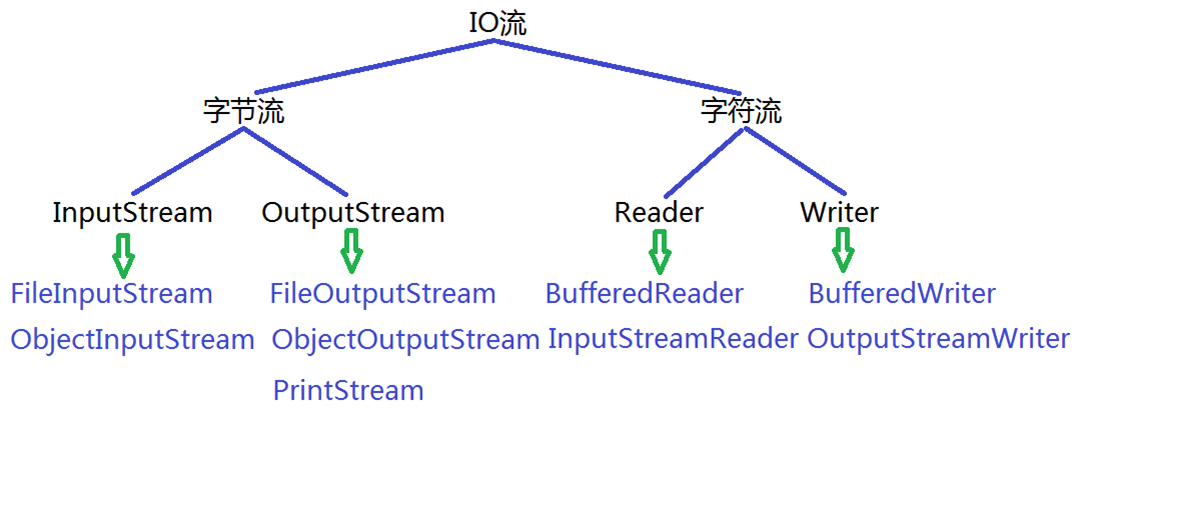 IO流
字节流 字符流
InputStream OutputStream Reader Writer
FileInputStream FileOutputStream BufferedReader BufferedWriter
ObjectInputStream ObjectOutputStream InputStreamReader OutputStreamWriter
PrintStream